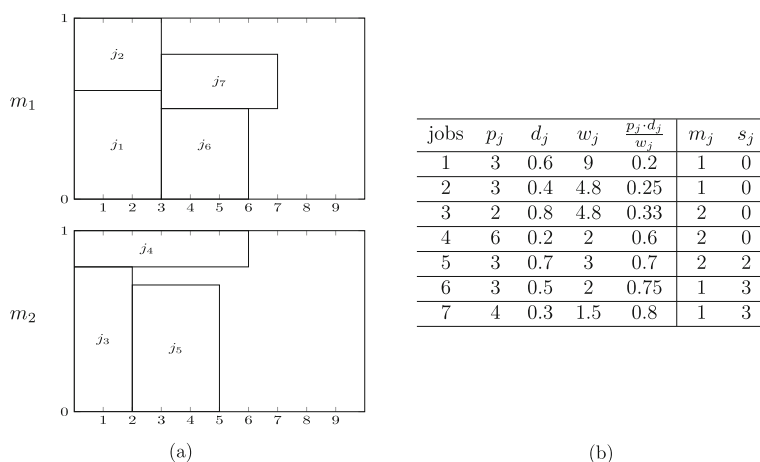 1
j₂
j₇
m₁
j₁
j₆
0
1 2 3 4 5 6 7 8 9
1
j₄
m₂
j₃
j₅
0
1 2 3 4 5 6 7 8 9
(a)
jobs pⱼ dⱼ wⱼ pⱼ·dⱼ/wⱼ mⱼ sⱼ
1 3 0.6 9 0.2 1 0
2 3 0.4 4.8 0.25 1 0
3 2 0.8 4.8 0.33 2 0
4 6 0.2 2 0.6 2 0
5 3 0.7 3 0.7 2 2
6 3 0.5 2 0.75 1 3
7 4 0.3 1.5 0.8 1 3
(b)